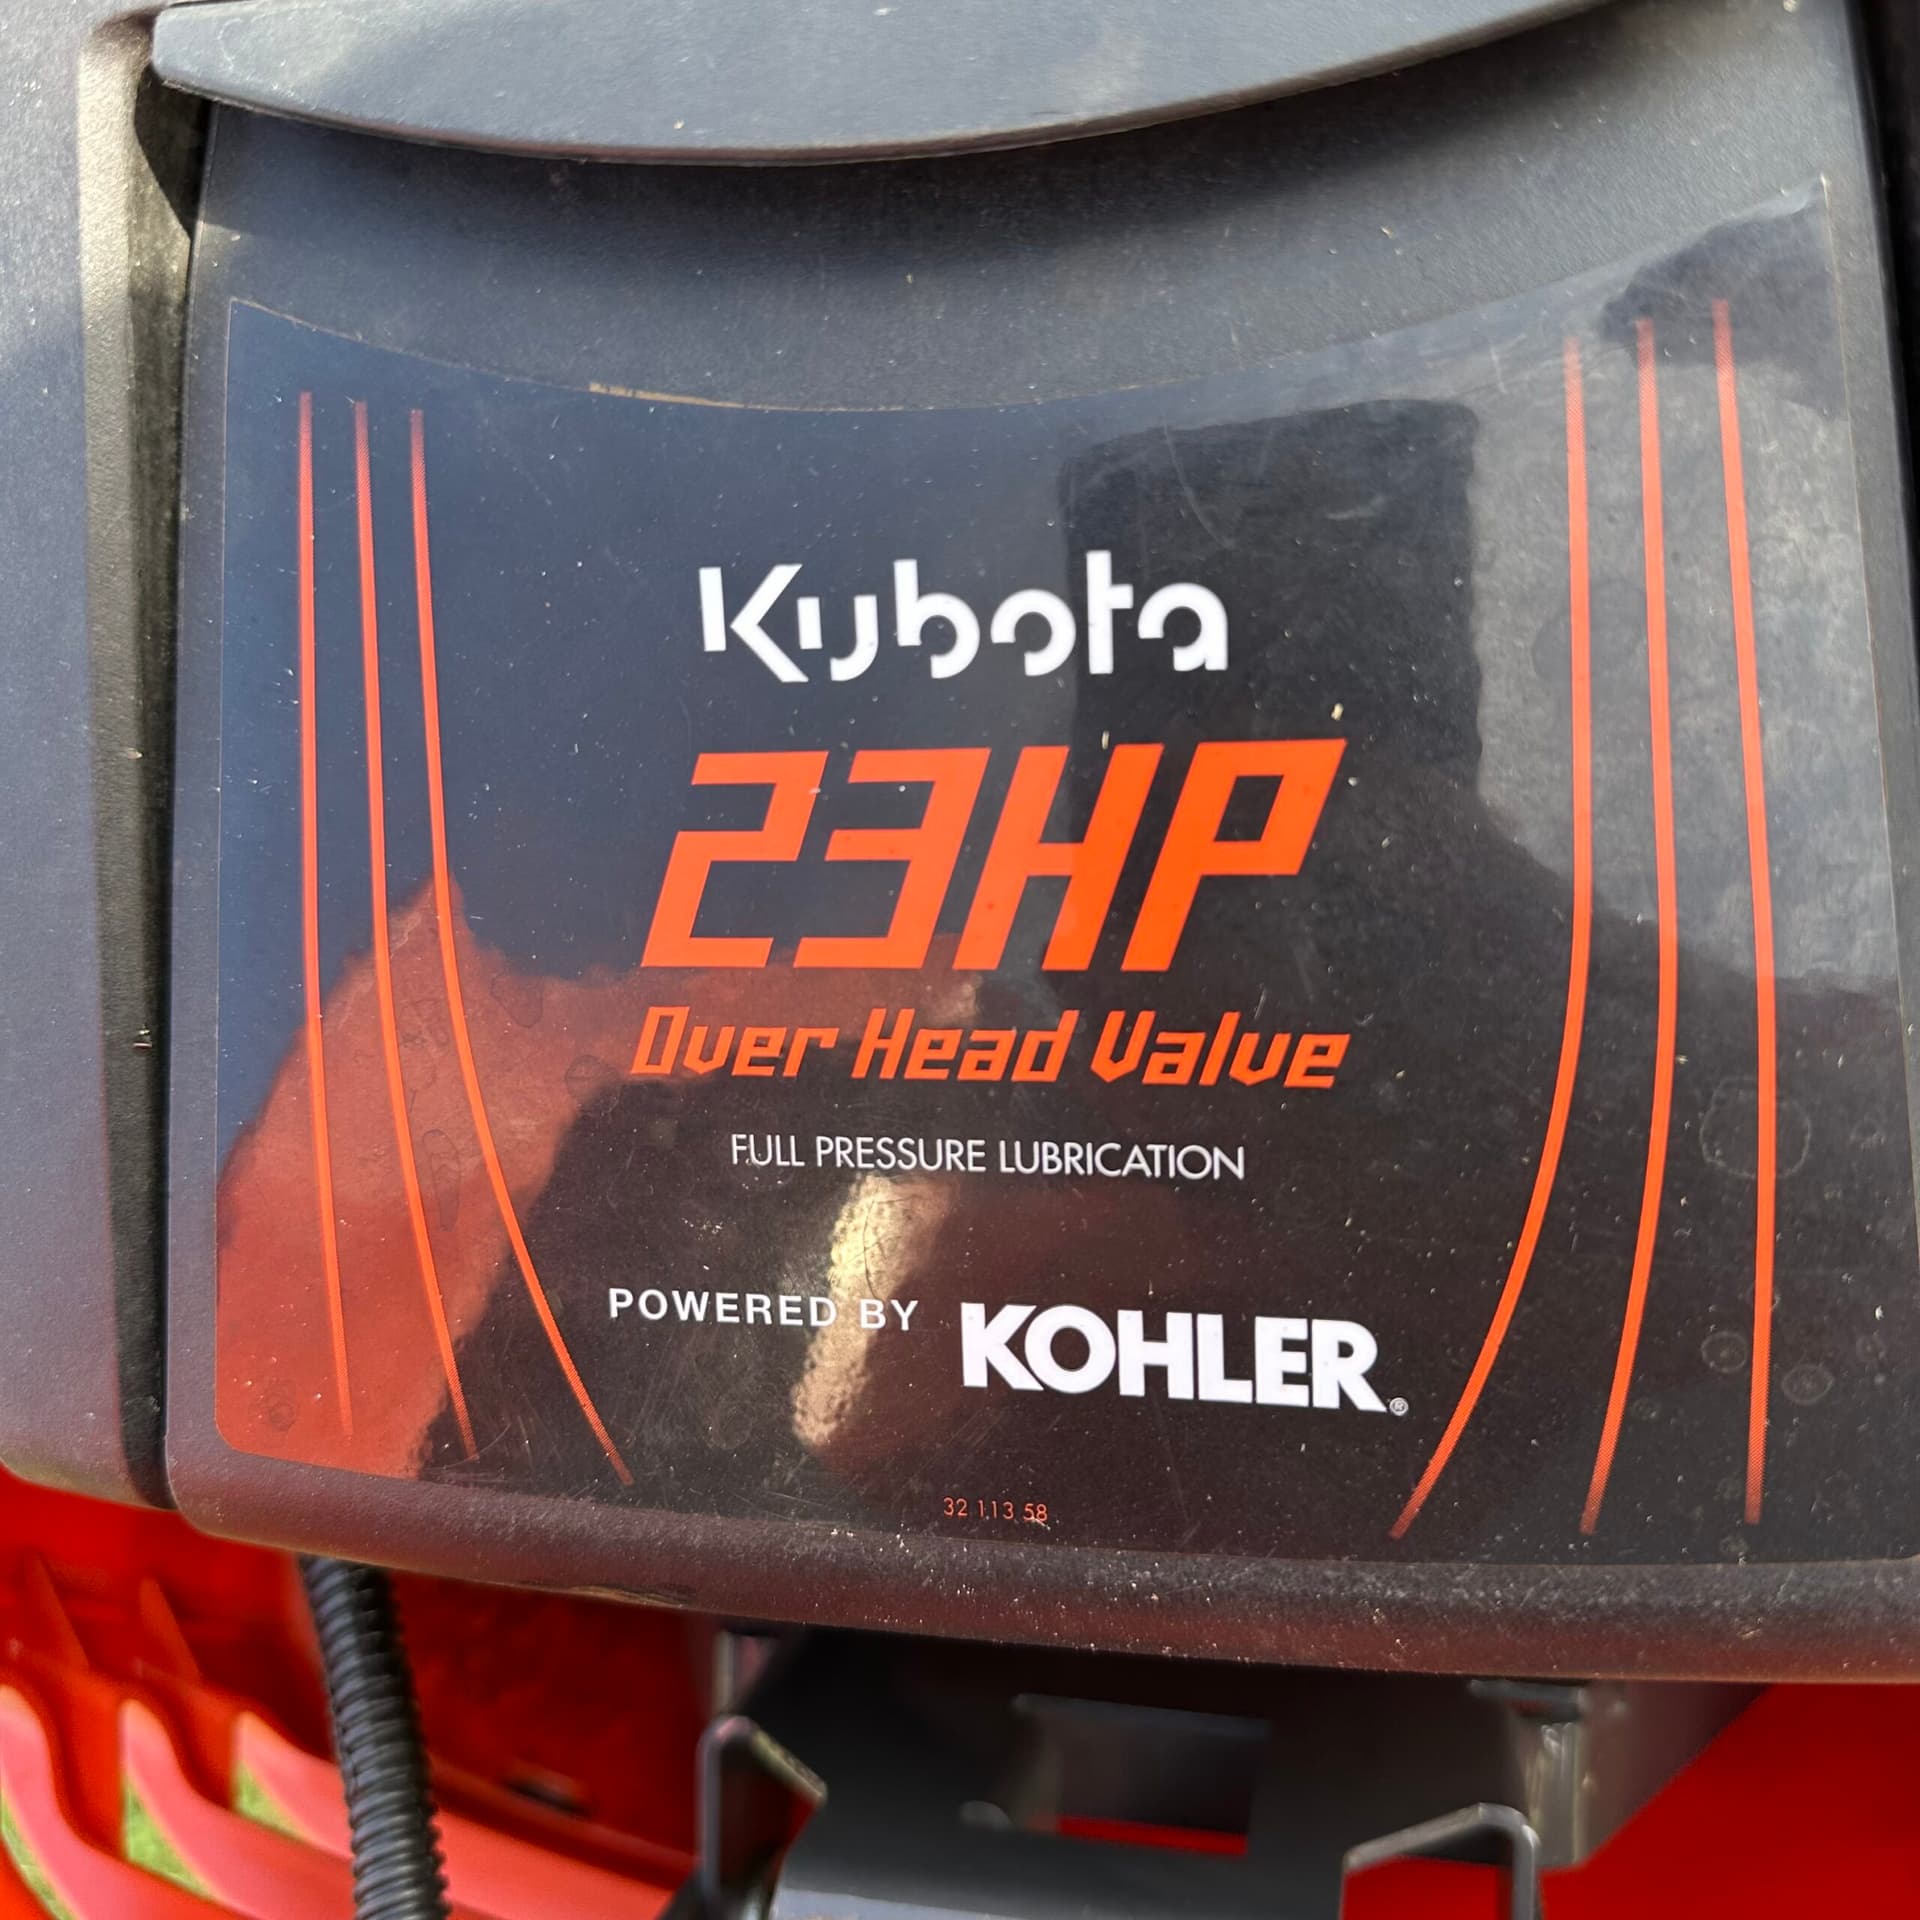 Kubota
23HP
Over Head Valve
FULL PRESSURE LUBRICATION
POWERED BY KOHLER®
32 113 58